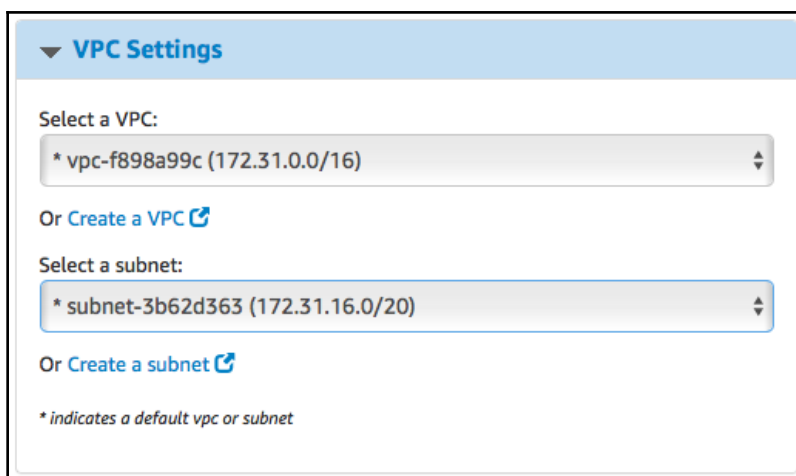 VPC Settings
Select a VPC:
* vpc-f898a99c (172.31.0.0/16)
Or Create a VPC
Select a subnet:
* subnet-3b62d363 (172.31.16.0/20)
Or Create a subnet
* indicates a default vpc or subnet